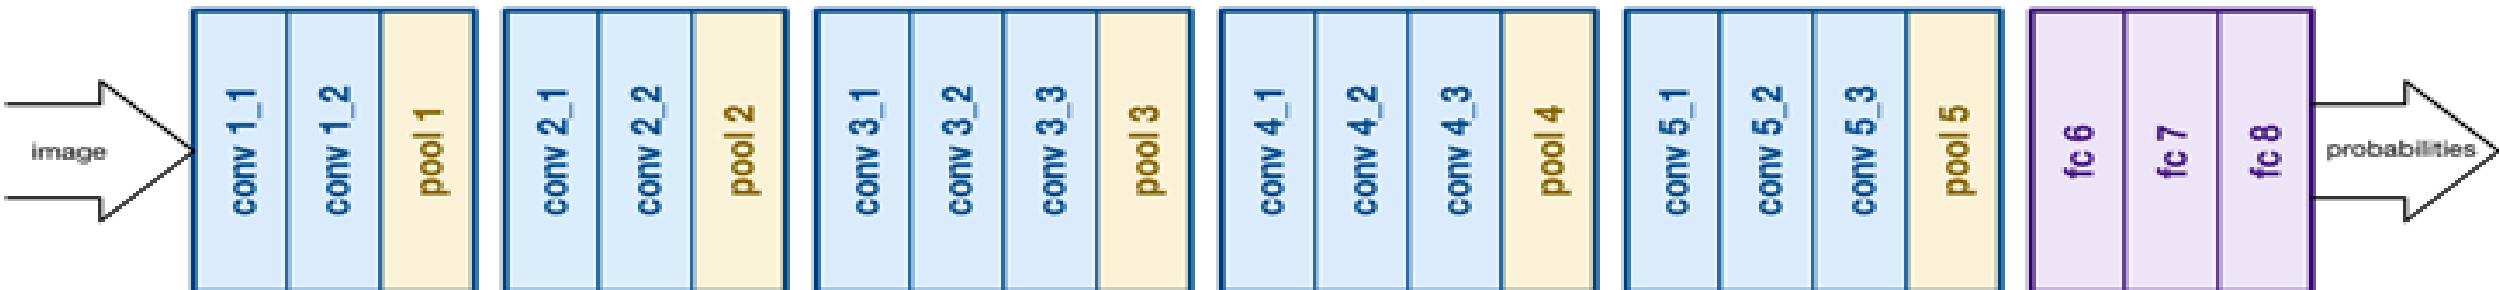 image
conv 1_1
conv 1_2
pool 1
conv 2_1
conv 2_2
pool 2
conv 3_1
conv 3_2
conv 3_3
pool 3
conv 4_1
conv 4_2
conv 4_3
pool 4
conv 5_1
conv 5_2
conv 5_3
pool 5
fc 6
fc 7
fc 8
probabilities